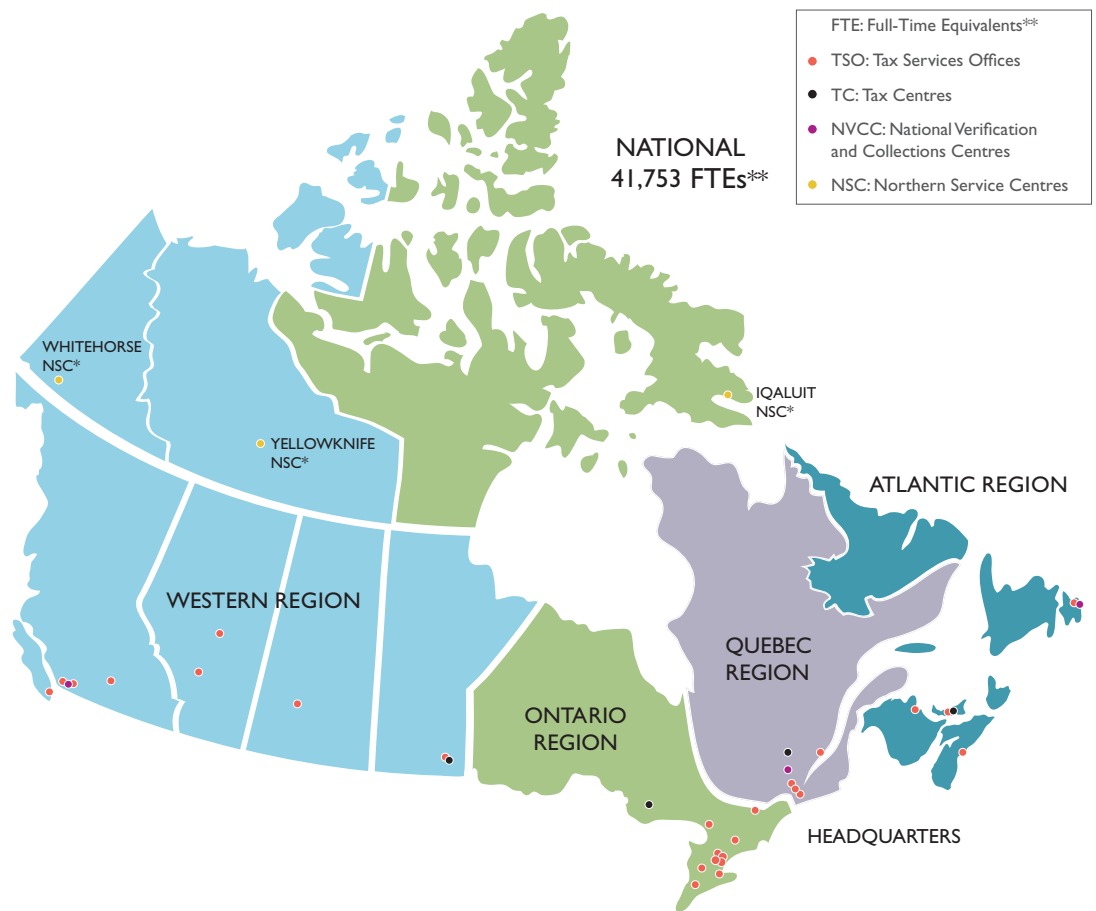 FTE: Full-Time Equivalents**
TSO: Tax Services Offices
TC: Tax Centres
NVCC: National Verification
and Collections Centres
NSC: Northern Service Centres
NATIONAL
41,753 FTEs**
WHITEHORSE
NSC*
IQALUIT
NSC*
YELLOWKNIFE
NSC*
ATLANTIC REGION
WESTERN REGION
QUEBEC
REGION
ONTARIO
REGION
HEADQUARTERS